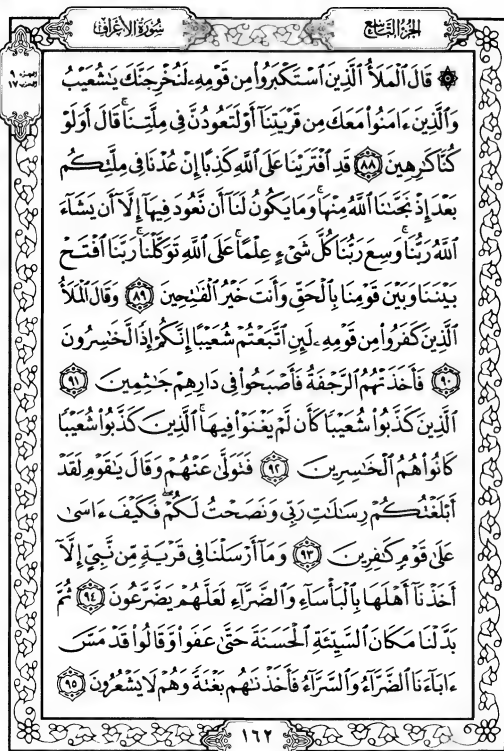 الجزء التاسع
سورة الأعراف
الجزء ٩
الحزب ١٧
۞ قَالَ ٱلْمَلَأُ ٱلَّذِينَ ٱسْتَكْبَرُوا۟ مِن قَوْمِهِۦ لَنُخْرِجَنَّكَ يَـٰشُعَيْبُ
وَٱلَّذِينَ ءَامَنُوا۟ مَعَكَ مِن قَرْيَتِنَآ أَوْ لَتَعُودُنَّ فِى مِلَّتِنَا ۚ قَالَ أَوَلَوْ
كُنَّا كَـٰرِهِينَ ٨٨ قَدِ ٱفْتَرَيْنَا عَلَى ٱللَّهِ كَذِبًا إِنْ عُدْنَا فِى مِلَّتِكُم
بَعْدَ إِذْ نَجَّىٰنَا ٱللَّهُ مِنْهَا ۚ وَمَا يَكُونُ لَنَآ أَن نَّعُودَ فِيهَآ إِلَّآ أَن يَشَآءَ
ٱللَّهُ رَبُّنَا ۚ وَسِعَ رَبُّنَا كُلَّ شَىْءٍ عِلْمًا ۚ عَلَى ٱللَّهِ تَوَكَّلْنَا ۚ رَبَّنَا ٱفْتَحْ
بَيْنَنَا وَبَيْنَ قَوْمِنَا بِٱلْحَقِّ وَأَنتَ خَيْرُ ٱلْفَـٰتِحِينَ ٨٩ وَقَالَ ٱلْمَلَأُ
ٱلَّذِينَ كَفَرُوا۟ مِن قَوْمِهِۦ لَئِنِ ٱتَّبَعْتُمْ شُعَيْبًا إِنَّكُمْ إِذًا لَّخَـٰسِرُونَ
٩٠ فَأَخَذَتْهُمُ ٱلرَّجْفَةُ فَأَصْبَحُوا۟ فِى دَارِهِمْ جَـٰثِمِينَ ٩١
ٱلَّذِينَ كَذَّبُوا۟ شُعَيْبًا كَأَن لَّمْ يَغْنَوْا۟ فِيهَا ۚ ٱلَّذِينَ كَذَّبُوا۟ شُعَيْبًا
كَانُوا۟ هُمُ ٱلْخَـٰسِرِينَ ٩٢ فَتَوَلَّىٰ عَنْهُمْ وَقَالَ يَـٰقَوْمِ لَقَدْ
أَبْلَغْتُكُمْ رِسَـٰلَـٰتِ رَبِّى وَنَصَحْتُ لَكُمْ ۖ فَكَيْفَ ءَاسَىٰ
عَلَىٰ قَوْمٍ كَـٰفِرِينَ ٩٣ وَمَآ أَرْسَلْنَا فِى قَرْيَةٍ مِّن نَّبِىٍّ إِلَّآ
أَخَذْنَآ أَهْلَهَا بِٱلْبَأْسَآءِ وَٱلضَّرَّآءِ لَعَلَّهُمْ يَضَّرَّعُونَ ٩٤ ثُمَّ
بَدَّلْنَا مَكَانَ ٱلسَّيِّئَةِ ٱلْحَسَنَةَ حَتَّىٰ عَفَوا۟ وَّقَالُوا۟ قَدْ مَسَّ
ءَابَآءَنَا ٱلضَّرَّآءُ وَٱلسَّرَّآءُ فَأَخَذْنَـٰهُم بَغْتَةً وَهُمْ لَا يَشْعُرُونَ ٩٥
١٦٢